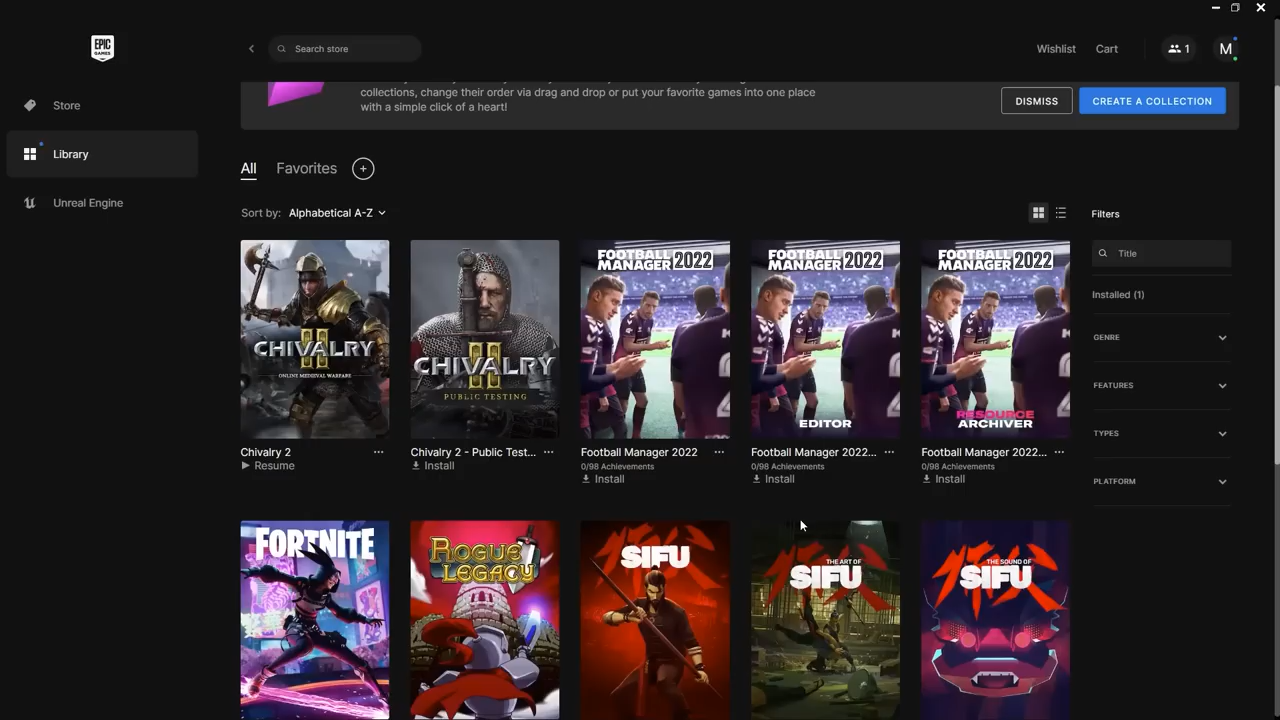 EPIC
GAMES
Search store
Wishlist
Cart
1
M
Store
Library
Unreal Engine
collections, change their order via drag and drop or put your favorite games into one place
with a simple click of a heart!
DISMISS
CREATE A COLLECTION
All
Favorites
Sort by: Alphabetical A-Z
Filters
Title
Installed (1)
GENRE
FEATURES
TYPES
PLATFORM
CHIVALRY
II
ONLINE MEDIEVAL WARFARE
Chivalry 2
Resume
CHIVALRY
II
PUBLIC TESTING
Chivalry 2 - Public Test...
Install
FOOTBALL
MANAGER 2022
Football Manager 2022
0/98 Achievements
Install
FOOTBALL
MANAGER 2022
EDITOR
Football Manager 2022...
0/98 Achievements
Install
FOOTBALL
MANAGER 2022
RESOURCE
ARCHIVER
Football Manager 2022...
0/98 Achievements
Install
FORTNITE
ROGUE
LEGACY
SIFU
THE ART OF
SIFU
THE SOUND OF
SIFU